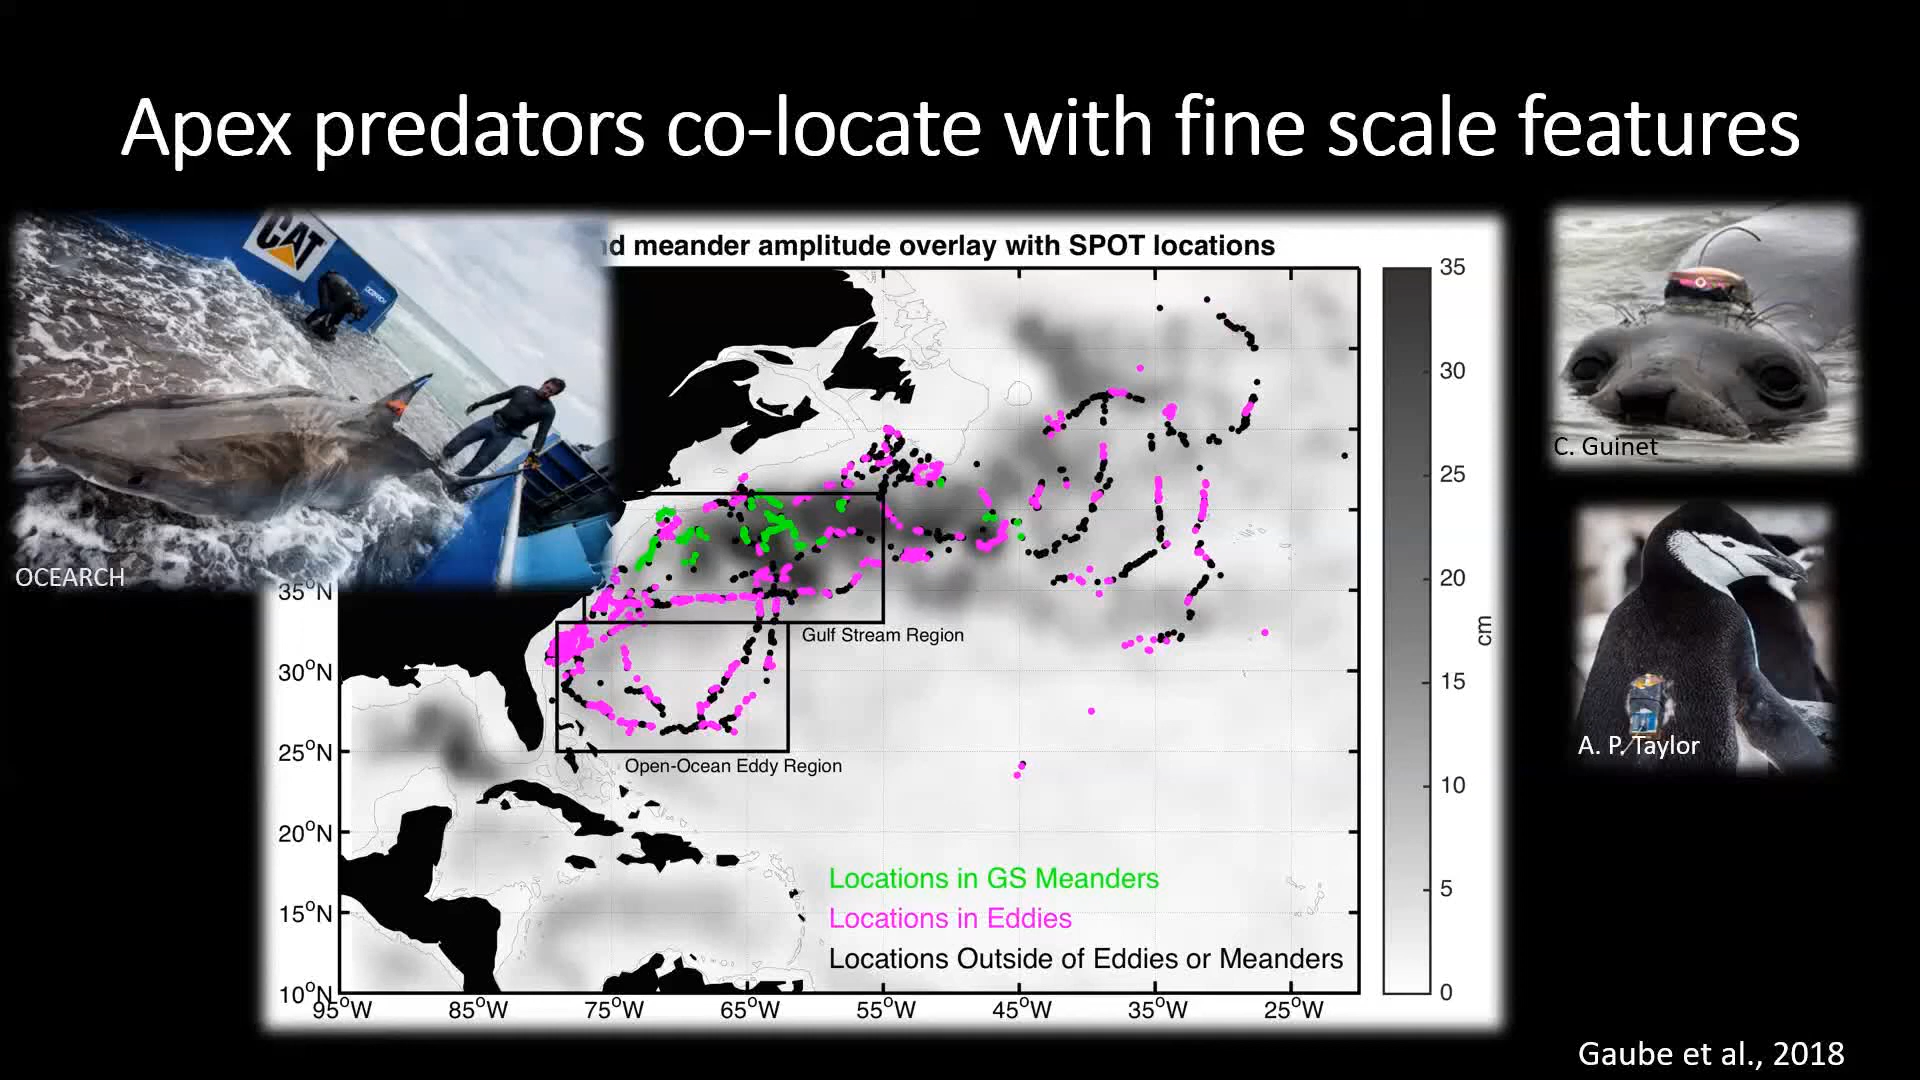 Apex predators co-locate with fine scale features
CAT
OCEARCH
nd meander amplitude overlay with SPOT locations
35°N
30°N
25°N
20°N
15°N
10°N
95°W
85°W
75°W
65°W
55°W
45°W
35°W
25°W
Gulf Stream Region
Open-Ocean Eddy Region
Locations in GS Meanders
Locations in Eddies
Locations Outside of Eddies or Meanders
35
30
25
20
15
10
5
0
cm
C. Guinet
A. P. Taylor
Gaube et al., 2018